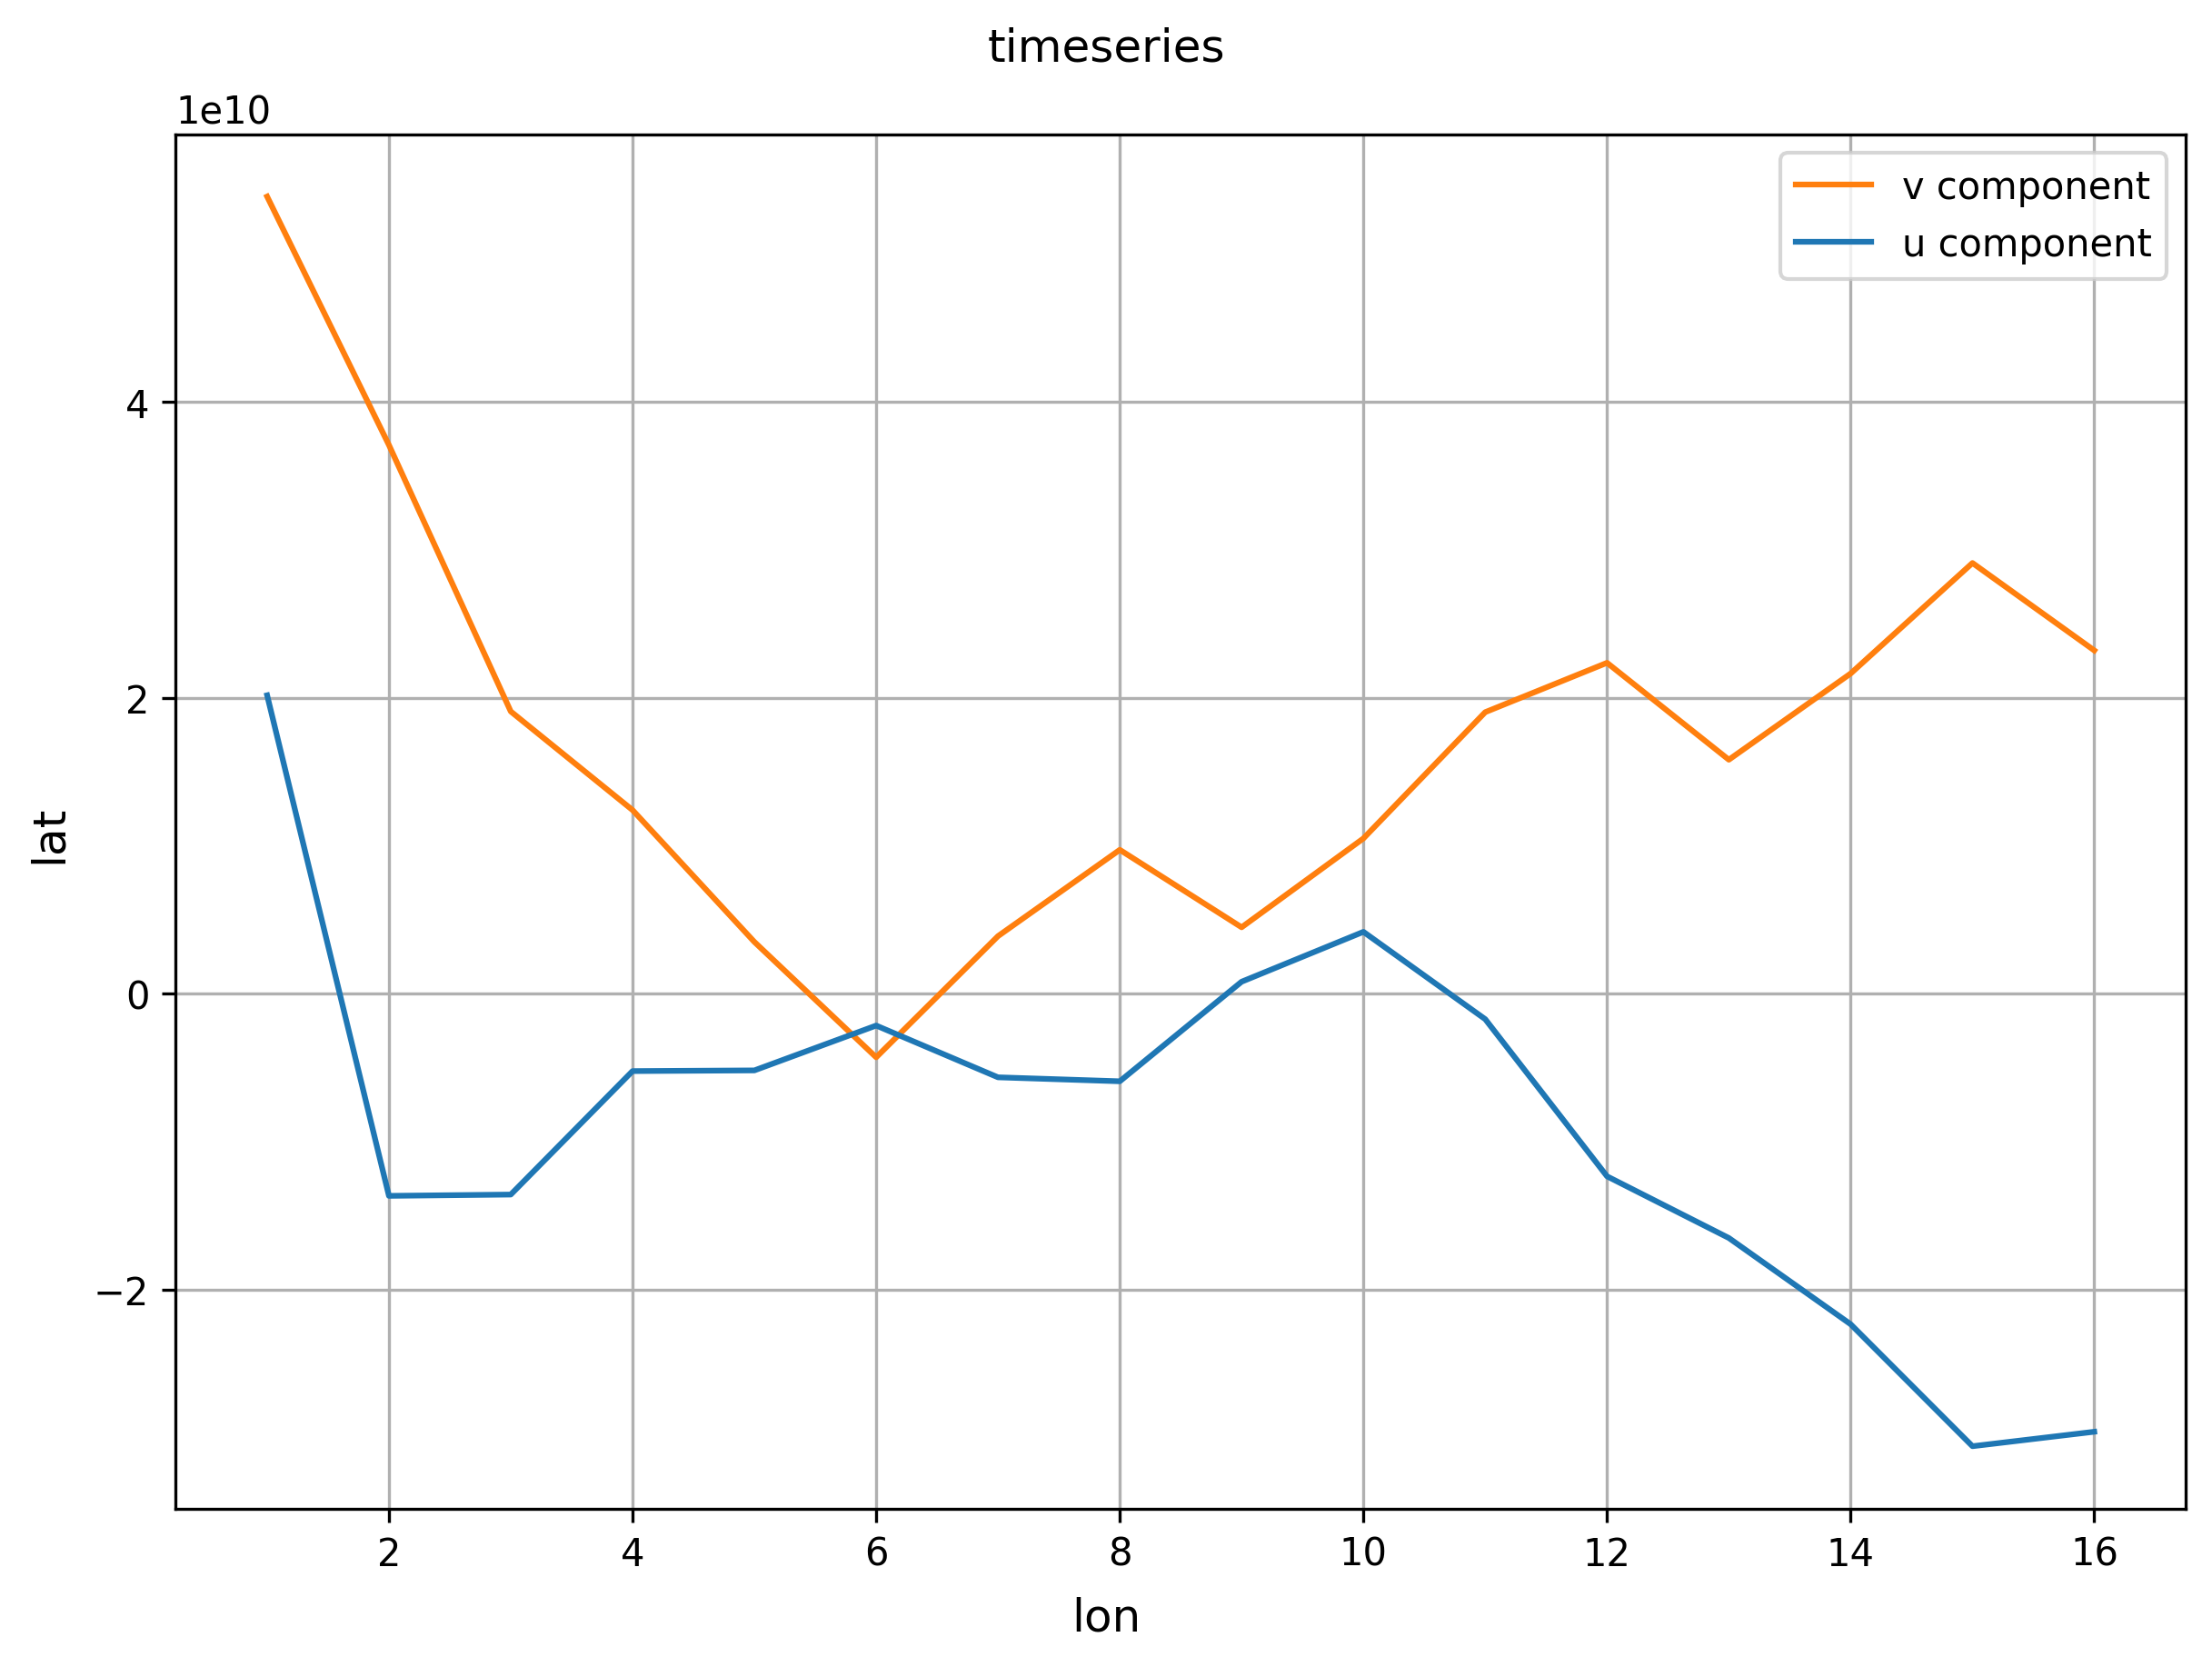 timeseries
1e10
v component
u component
4
2
0
−2
lat
2 4 6 8 10 12 14 16
lon